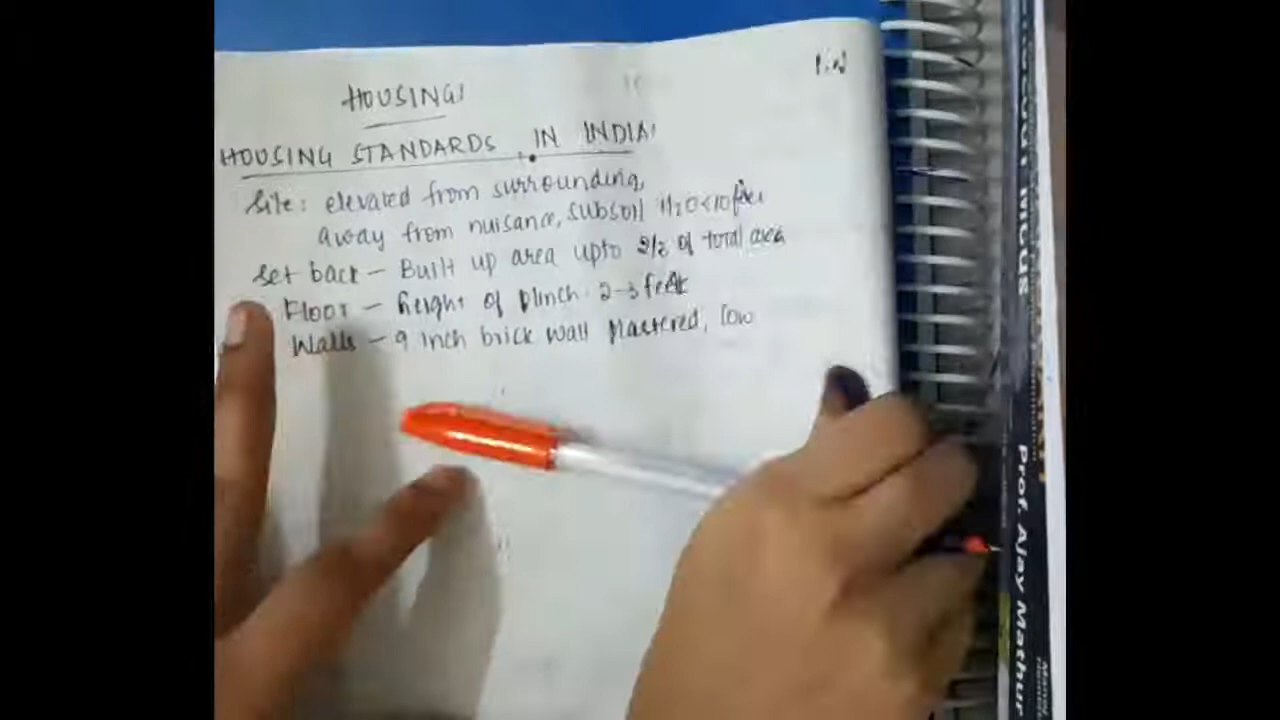 HOUSING
HOUSING STANDARDS IN INDIA
Site: elevated from surrounding,
away from nuisance, subsoil H2O <10 feet
Set back - Built up area upto 2/3 of total area
Floor - height of plinth 2-3 feet
Walls - 9 inch brick wall plastered, low
Prof. Ajay Mathur